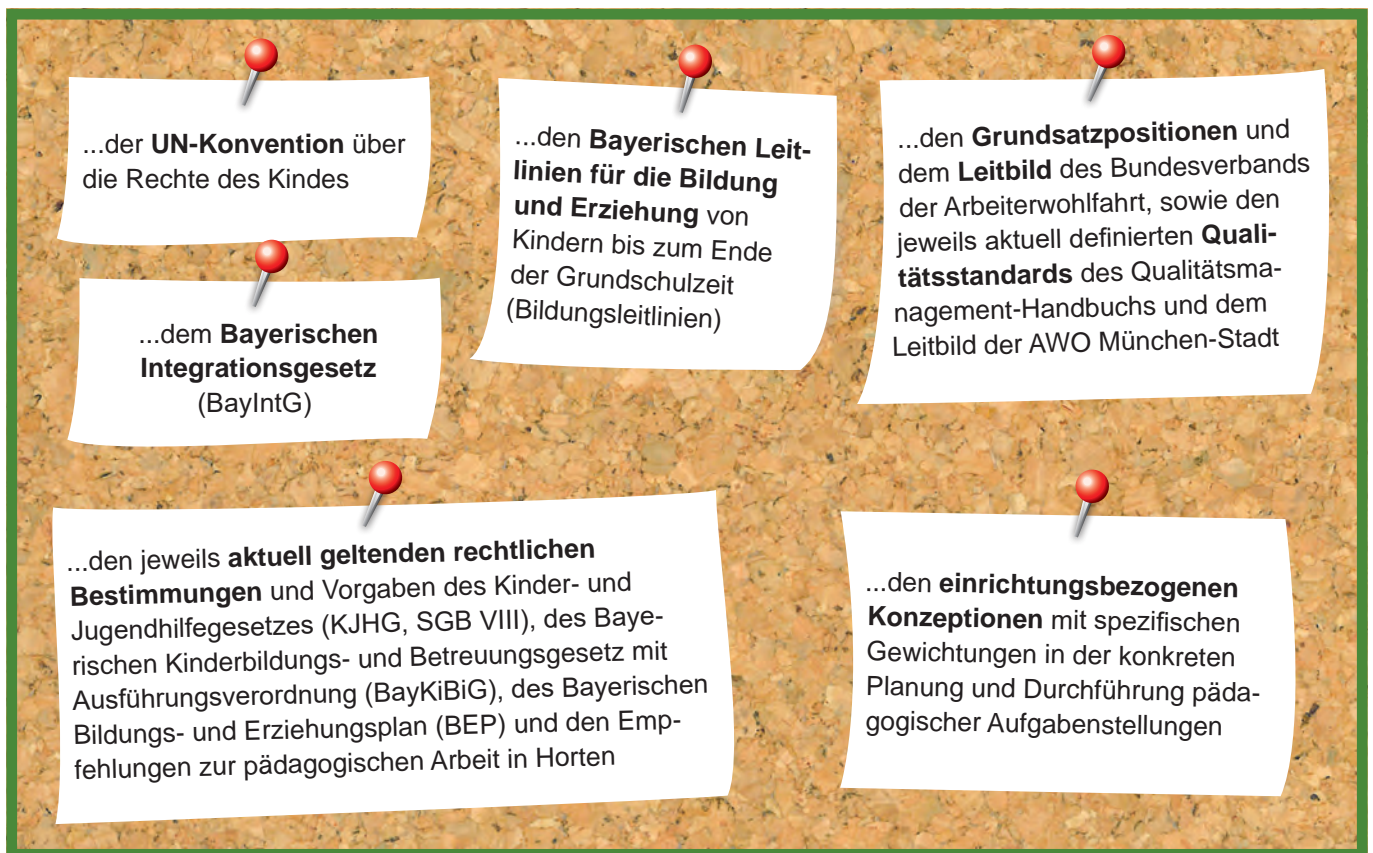 ...der UN-Konvention über
die Rechte des Kindes
...dem Bayerischen
Integrationsgesetz
(BayIntG)
...den Bayerischen Leit-
linien für die Bildung
und Erziehung von
Kindern bis zum Ende
der Grundschulzeit
(Bildungsleitlinien)
...den Grundsatzpositionen und
dem Leitbild des Bundesverbands
der Arbeiterwohlfahrt, sowie den
jeweils aktuell definierten Quali-
tätsstandards des Qualitätsma-
nagement-Handbuchs und dem
Leitbild der AWO München-Stadt
...den jeweils aktuell geltenden rechtlichen
Bestimmungen und Vorgaben des Kinder- und
Jugendhilfegesetzes (KJHG, SGB VIII), des Baye-
rischen Kinderbildungs- und Betreuungsgesetz mit
Ausführungsverordnung (BayKiBiG), des Bayerischen
Bildungs- und Erziehungsplan (BEP) und den Emp-
fehlungen zur pädagogischen Arbeit in Horten
...den einrichtungsbezogenen
Konzeptionen mit spezifischen
Gewichtungen in der konkreten
Planung und Durchführung päda-
gogischer Aufgabenstellungen